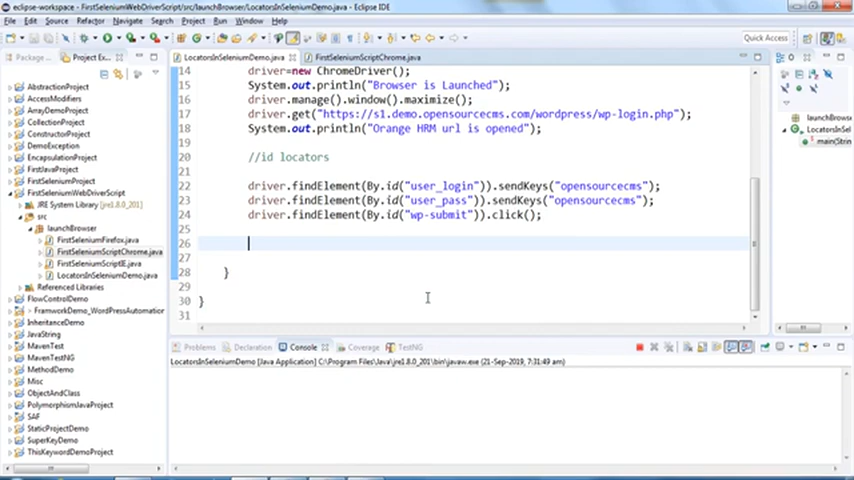 eclipse-workspace - FirstSeleniumWebDriverScript/src/launchBrowser/LocatorsInSeleniumDemo.java - Eclipse IDE
File Edit Source Refactor Navigate Search Project Run Window Help
Quick Access
Package...
Project Ex...
LocatorsInSeleniumDemo.java
FirstSeleniumScriptChrome.java
AbstractionProject
AccessModifiers
ArrayDemoProject
CollectionProject
ConstructorProject
DemoException
EncapsulationProject
FirstJavaProject
FirstSeleniumProject
FirstSeleniumWebDriverScript
JRE System Library [jre1.8.0_201]
src
launchBrowser
FirstSeleniumFirefox.java
FirstSeleniumScriptChrome.java
FirstSeleniumScriptIE.java
LocatorsInSeleniumDemo.java
Referenced Libraries
FlowControlDemo
FramworkDemo_WordPressAutomation
InheritanceDemo
JavaString
MavenTest
MavenTestNG
MethodDemo
Misc
ObjectAndClass
PolymorphismJavaProject
SAF
StaticProjectDemo
SuperKeyDemo
ThisKeywordDemoProject
14 driver=new ChromeDriver();
15 System.out.println("Browser is Launched");
16 driver.manage().window().maximize();
17 driver.get("https://s1.demo.opensourcecms.com/wordpress/wp-login.php");
18 System.out.println("Orange HRM url is opened");
19
20 //id locators
21
22 driver.findElement(By.id("user_login")).sendKeys("opensourcecms");
23 driver.findElement(By.id("user_pass")).sendKeys("opensourcecms");
24 driver.findElement(By.id("wp-submit")).click();
25
26
27
28 }
29
30 }
31
launchBrowser
LocatorsInSel
main(Strin
Problems Declaration Console Coverage TestNG
LocatorsInSeleniumDemo [Java Application] C:\Program Files\Java\jre1.8.0_201\bin\javaw.exe (21-Sep-2019, 7:31:49 am)